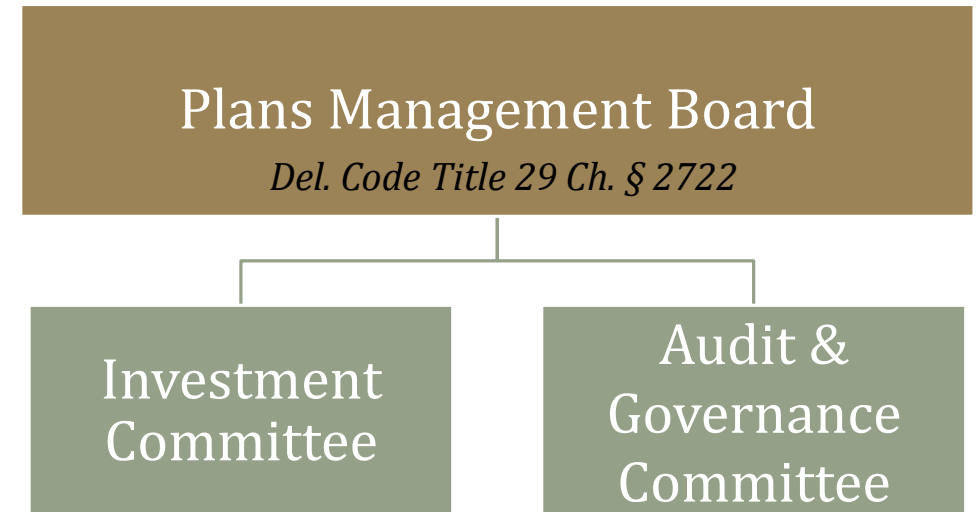 Plans Management Board
Del. Code Title 29 Ch. § 2722
Investment
Committee
Audit &
Governance
Committee